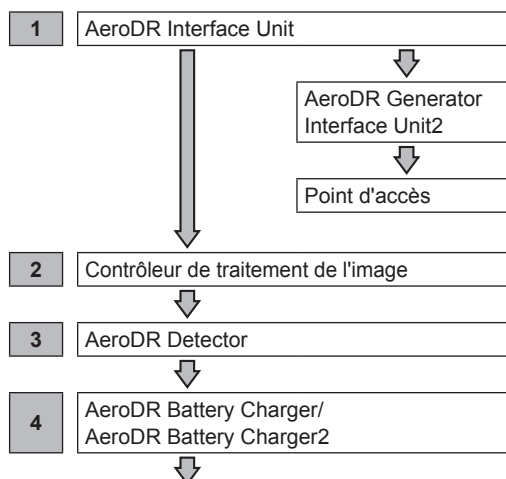 1 AeroDR Interface Unit
AeroDR Generator
Interface Unit2
Point d'accès
2 Contrôleur de traitement de l'image
3 AeroDR Detector
4 AeroDR Battery Charger/
AeroDR Battery Charger2